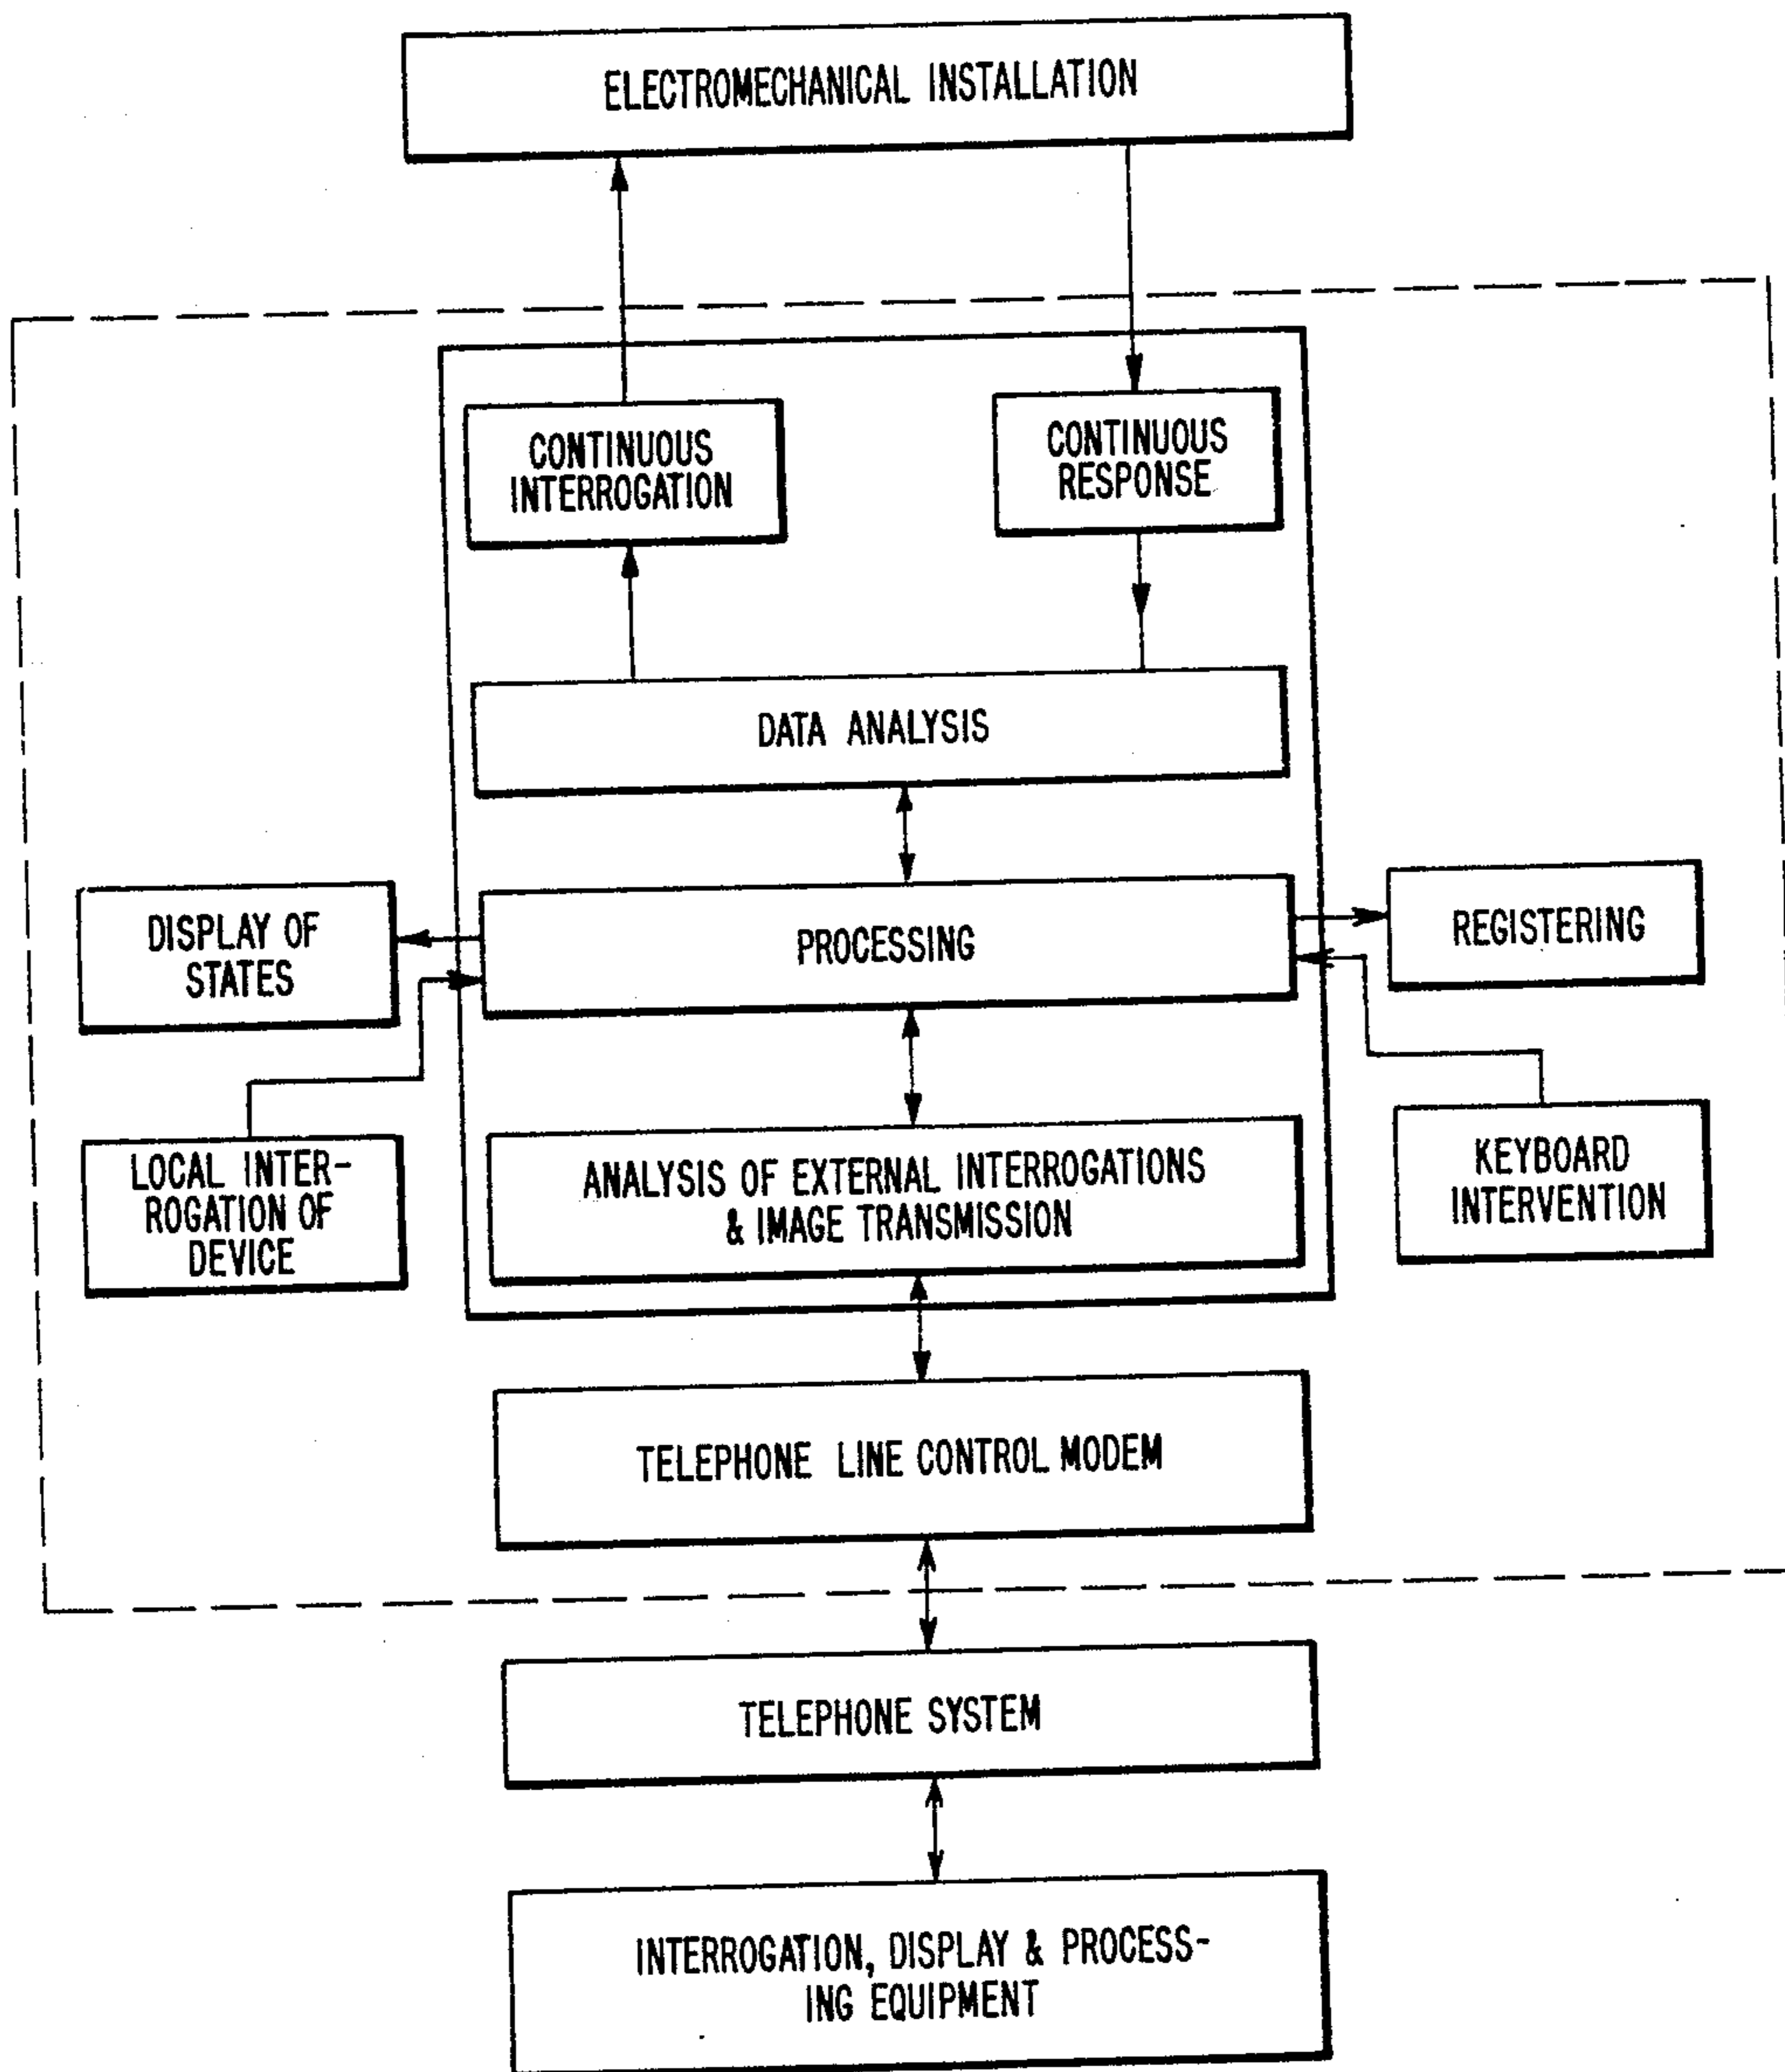 ELECTROMECHANICAL INSTALLATION
CONTINUOUS
INTERROGATION
CONTINUOUS
RESPONSE
DATA ANALYSIS
DISPLAY OF
STATES
PROCESSING
REGISTERING
LOCAL INTER-
ROGATION OF
DEVICE
ANALYSIS OF EXTERNAL INTERROGATIONS
& IMAGE TRANSMISSION
KEYBOARD
INTERVENTION
TELEPHONE LINE CONTROL MODEM
TELEPHONE SYSTEM
INTERROGATION, DISPLAY & PROCESS-
ING EQUIPMENT